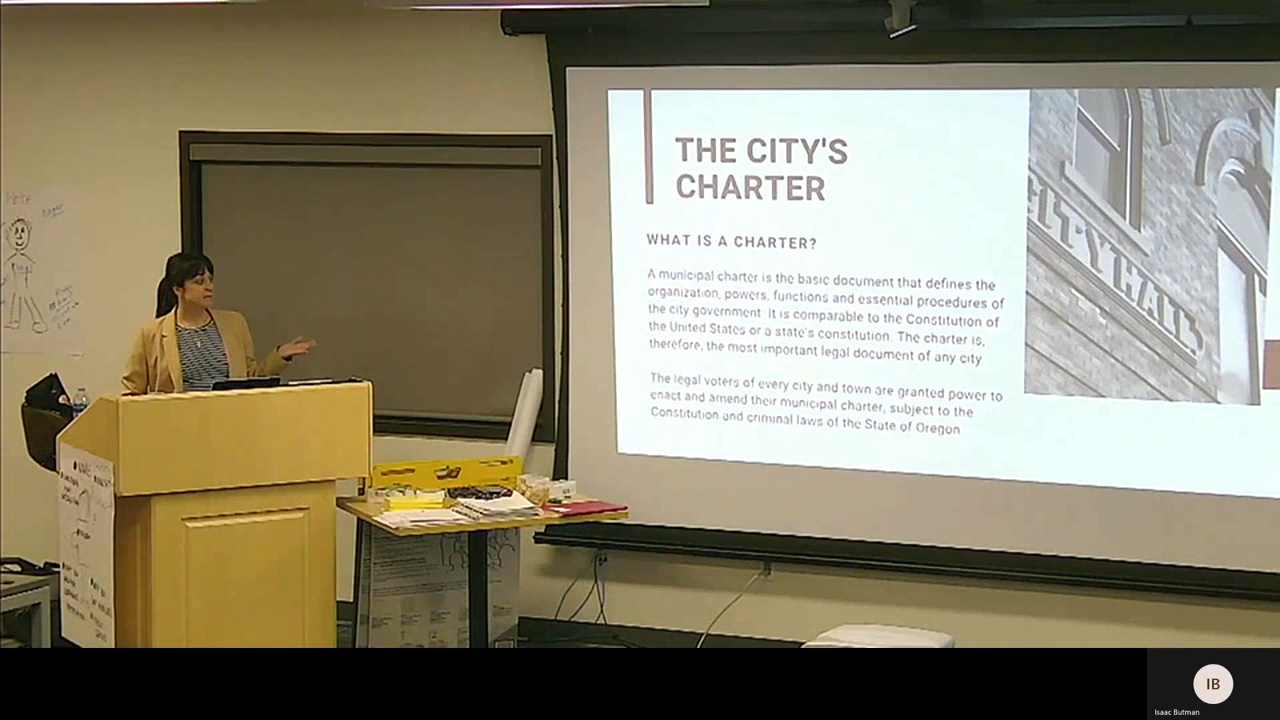 THE CITY'S
CHARTER
WHAT IS A CHARTER?
A municipal charter is the basic document that defines the
organization, powers, functions and essential procedures of
the city government. It is comparable to the Constitution of
the United States or a state's constitution. The charter is,
therefore, the most important legal document of any city
The legal voters of every city and town are granted power to
enact and amend their municipal charter, subject to the
Constitution and criminal laws of the State of Oregon
CITY HALL
IB
Isaac Butman